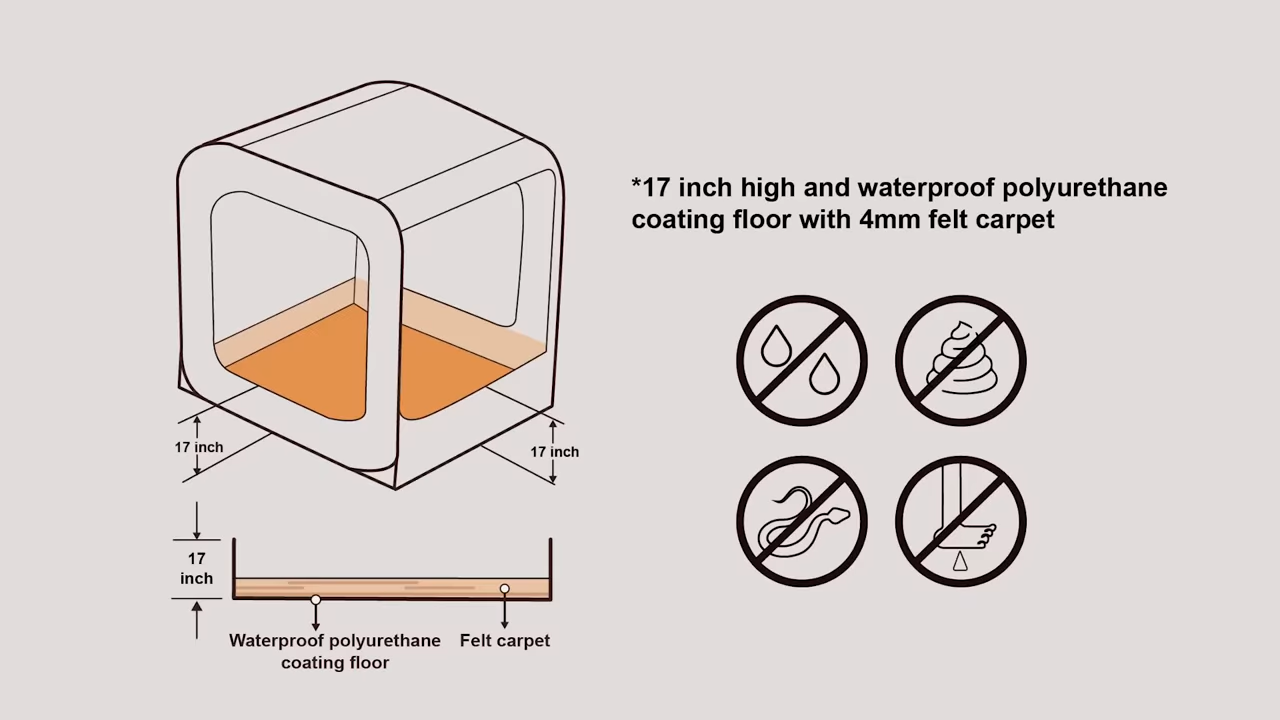 *17 inch high and waterproof polyurethane
coating floor with 4mm felt carpet
17 inch
17 inch
17
inch
Waterproof polyurethane
coating floor
Felt carpet